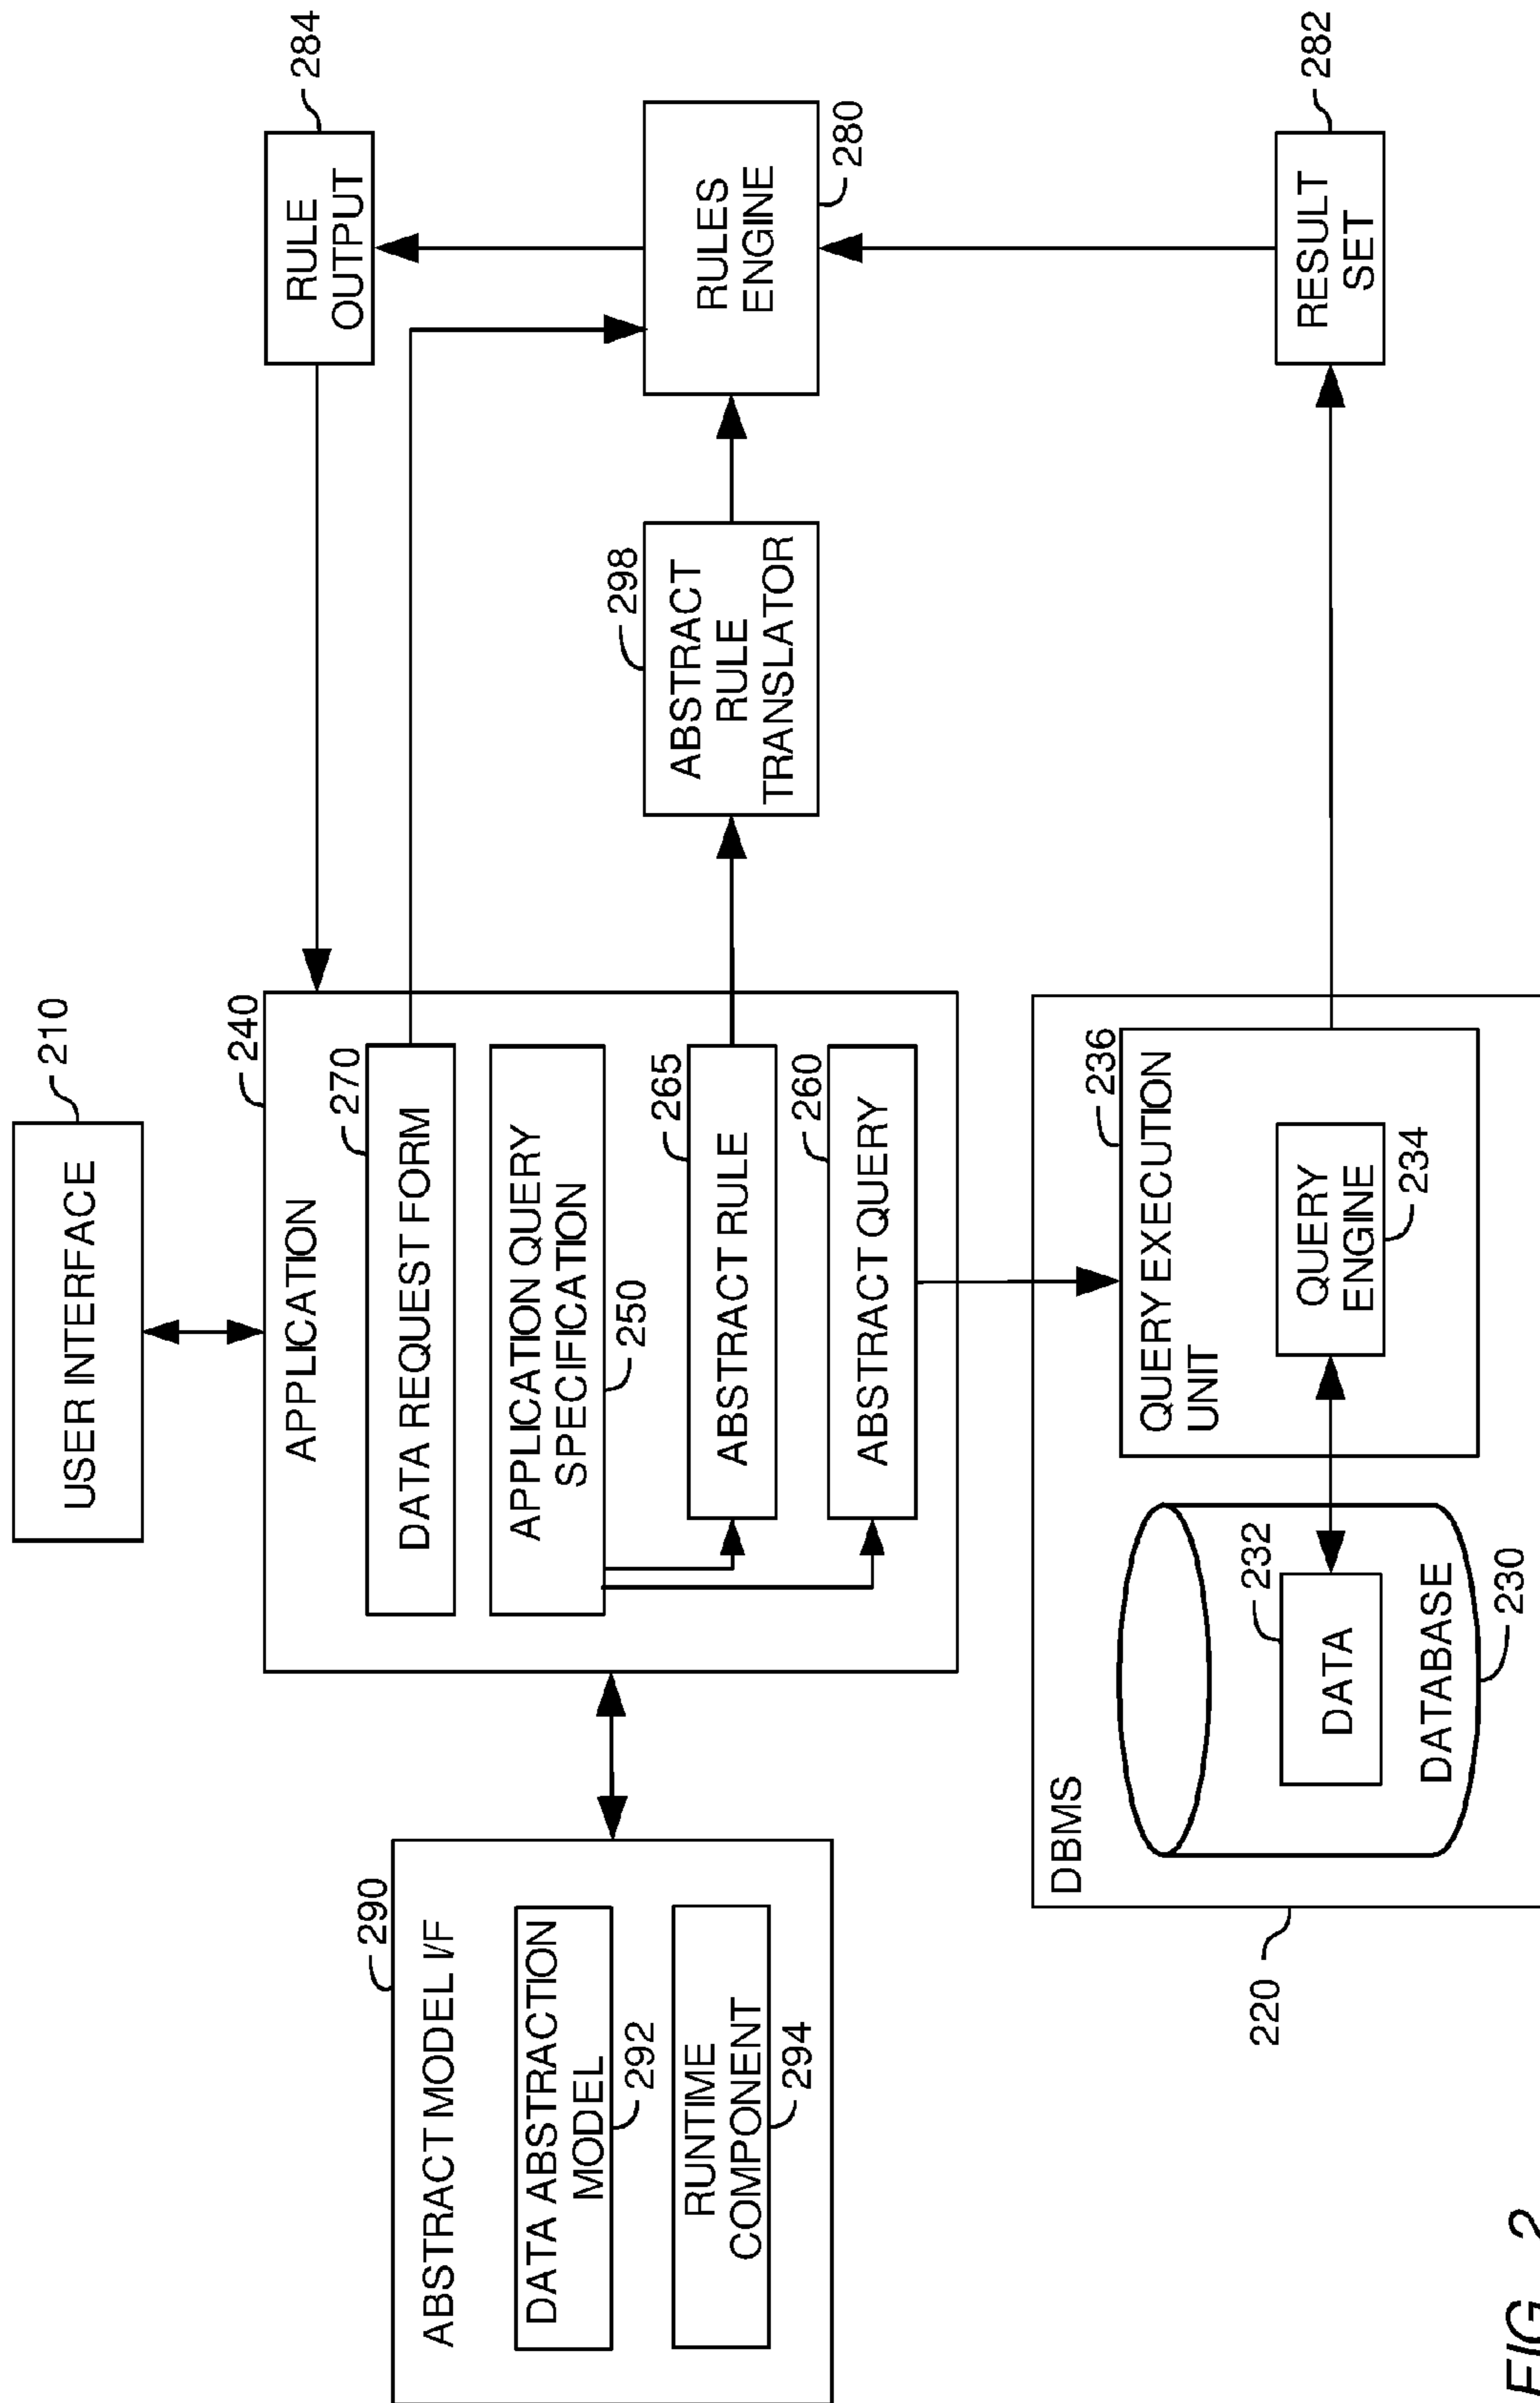 USER INTERFACE
210
240
APPLICATION
270
DATA REQUEST FORM
APPLICATION QUERY
SPECIFICATION
250
265
ABSTRACT RULE
260
ABSTRACT QUERY
290
ABSTRACT MODEL I/F
DATA ABSTRACTION
MODEL
292
RUNTIME
COMPONENT
294
RULE
OUTPUT
284
298
ABSTRACT
RULE
TRANSLATOR
RULES
ENGINE
280
220
DBMS
232
DATA
DATABASE
230
236
QUERY EXECUTION
UNIT
QUERY
ENGINE
234
RESULT
SET
282
FIG. 2